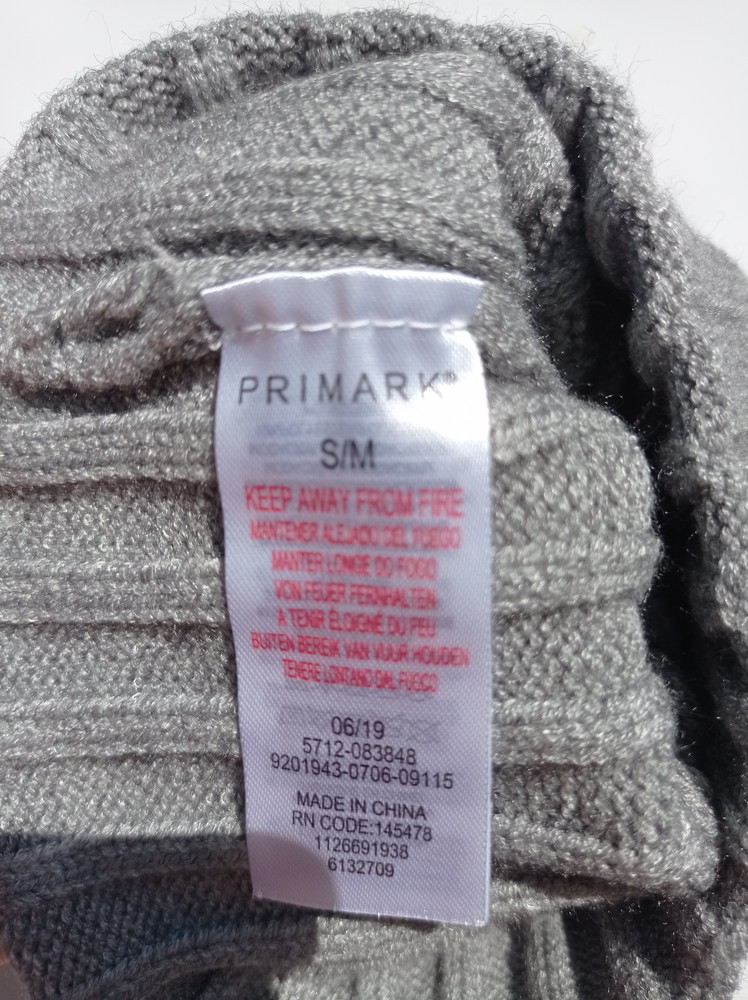 PRIMARK®
S/M
KEEP AWAY FROM FIRE
MANTENER ALEJADO DEL FUEGO
MANTER LONGE DO FOGO
VON FEUER FERNHALTEN
A TENIR ÉLOIGNÉ DU FEU
BUITEN BEREIK VAN VUUR HOUDEN
TENERE LONTANO DAL FUOCO
06/19
5712-083848
9201943-0706-09115
MADE IN CHINA
RN CODE:145478
1126691938
6132709